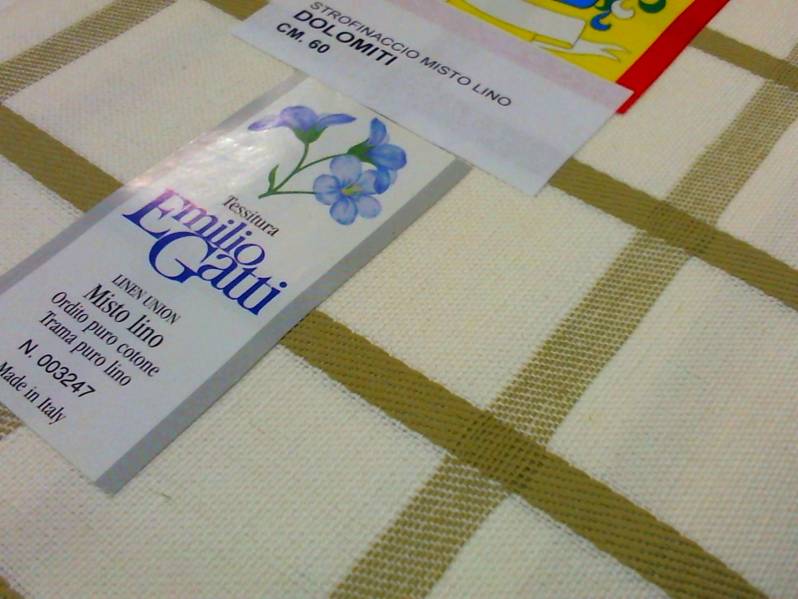 STROFINACCIO MISTO LINO
DOLOMITI
CM. 60
Tessitura
Emilio
Gatti
LINEN UNION
Misto lino
Ordito puro cotone
Trama puro lino
N. 003247
Made in Italy